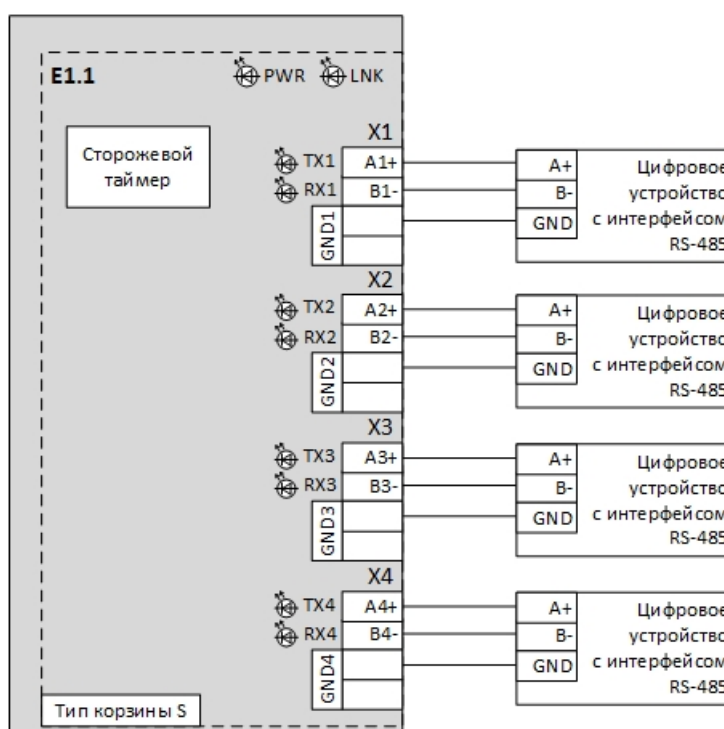 E1.1
PWR
LNK
Сторожевой
таймер
X1
TX1
A1+
RX1
B1-
GND1
A+
B-
GND
Цифровое
устройство
с интерфейсом
RS-485
X2
TX2
A2+
RX2
B2-
GND2
A+
B-
GND
Цифровое
устройство
с интерфейсом
RS-485
X3
TX3
A3+
RX3
B3-
GND3
A+
B-
GND
Цифровое
устройство
с интерфейсом
RS-485
X4
TX4
A4+
RX4
B4-
GND4
A+
B-
GND
Цифровое
устройство
с интерфейсом
RS-485
Тип корзины S